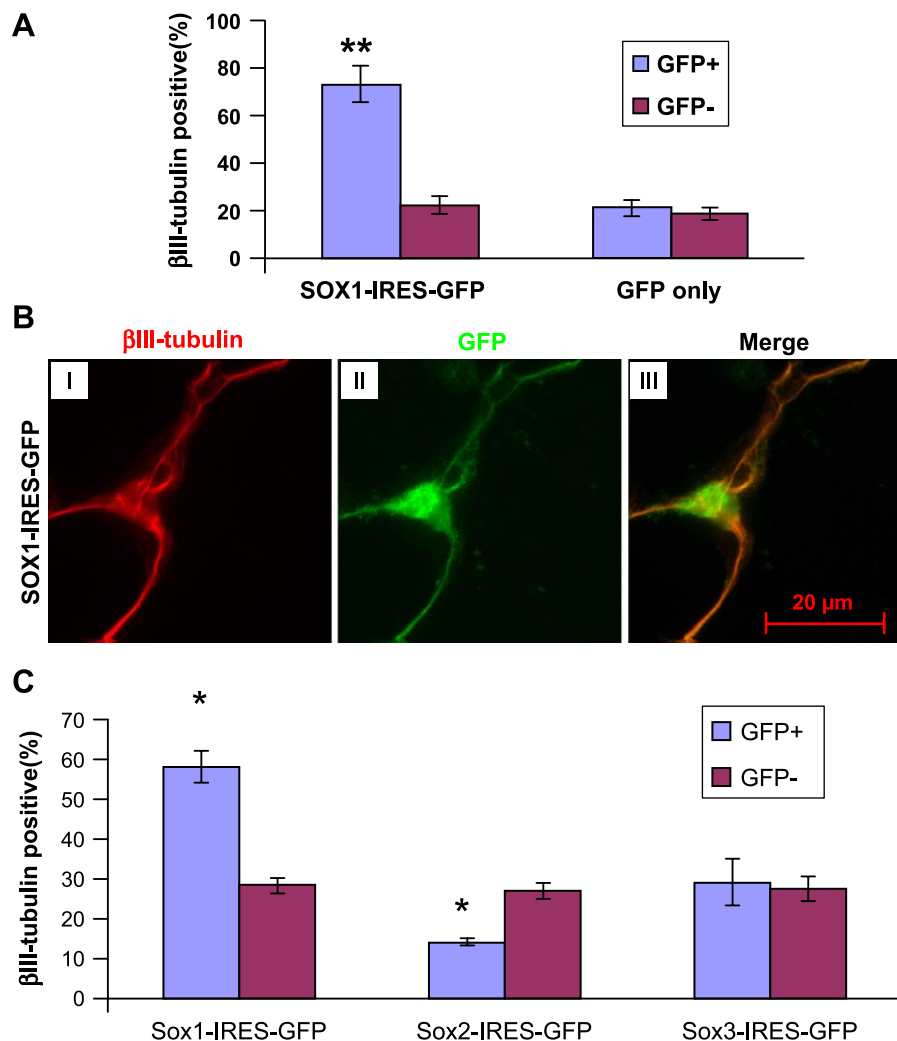 A
βIII-tubulin positive(%)
100
80
60
40
20
0
**
GFP+
GFP-
SOX1-IRES-GFP
GFP only
B
βIII-tubulin
GFP
Merge
SOX1-IRES-GFP
I
II
III
20 μm
C
βIII-tubulin positive(%)
70
60
50
40
30
20
10
0
*
*
GFP+
GFP-
Sox1-IRES-GFP
Sox2-IRES-GFP
Sox3-IRES-GFP